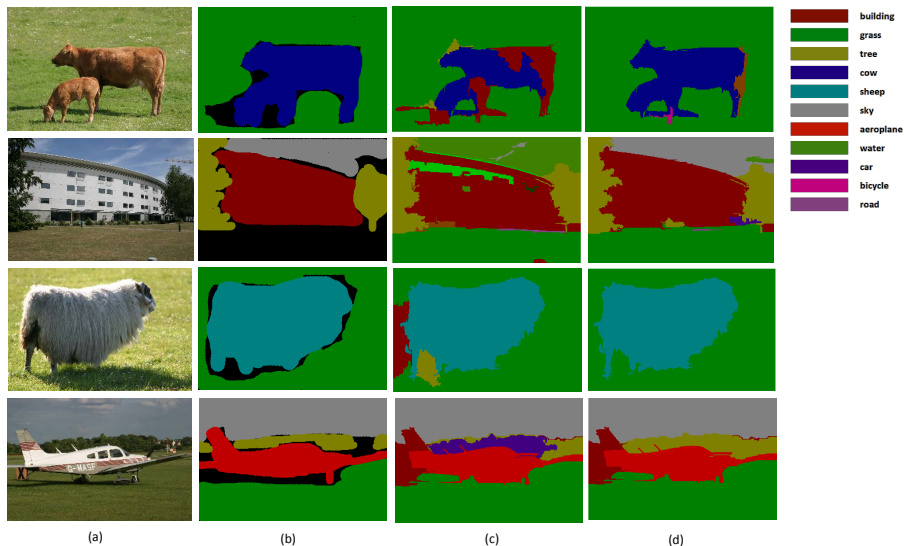 building
grass
tree
cow
sheep
sky
aeroplane
water
car
bicycle
road
G-MASF
(a)
(b)
(c)
(d)